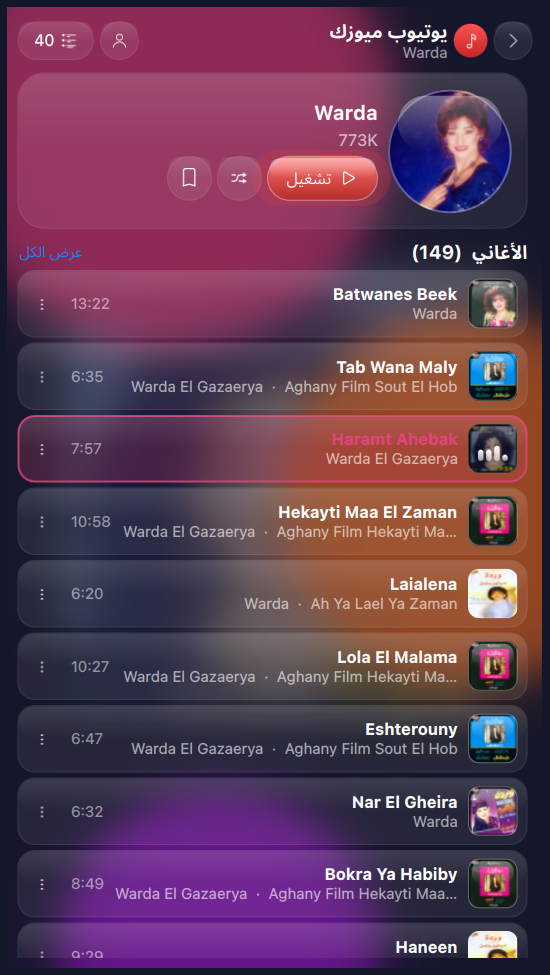 يوتيوب ميوزك
Warda
40
Warda
773K
تشغيل
الأغاني (149)
عرض الكل
Batwanes Beek
Warda
13:22
Tab Wana Maly
Warda El Gazaerya · Aghany Film Sout El Hob
6:35
Haramt Ahebak
Warda El Gazaerya
7:57
Hekayti Maa El Zaman
Warda El Gazaerya · Aghany Film Hekayti Ma...
10:58
Laialena
Warda · Ah Ya Lael Ya Zaman
6:20
Lola El Malama
Warda El Gazaerya · Aghany Film Hekayti Ma...
10:27
Eshterouny
Warda El Gazaerya · Aghany Film Sout El Hob
6:47
Nar El Gheira
Warda
6:32
Bokra Ya Habiby
Warda El Gazaerya · Aghany Film Hekayti Maa...
8:49
Haneen
9:29